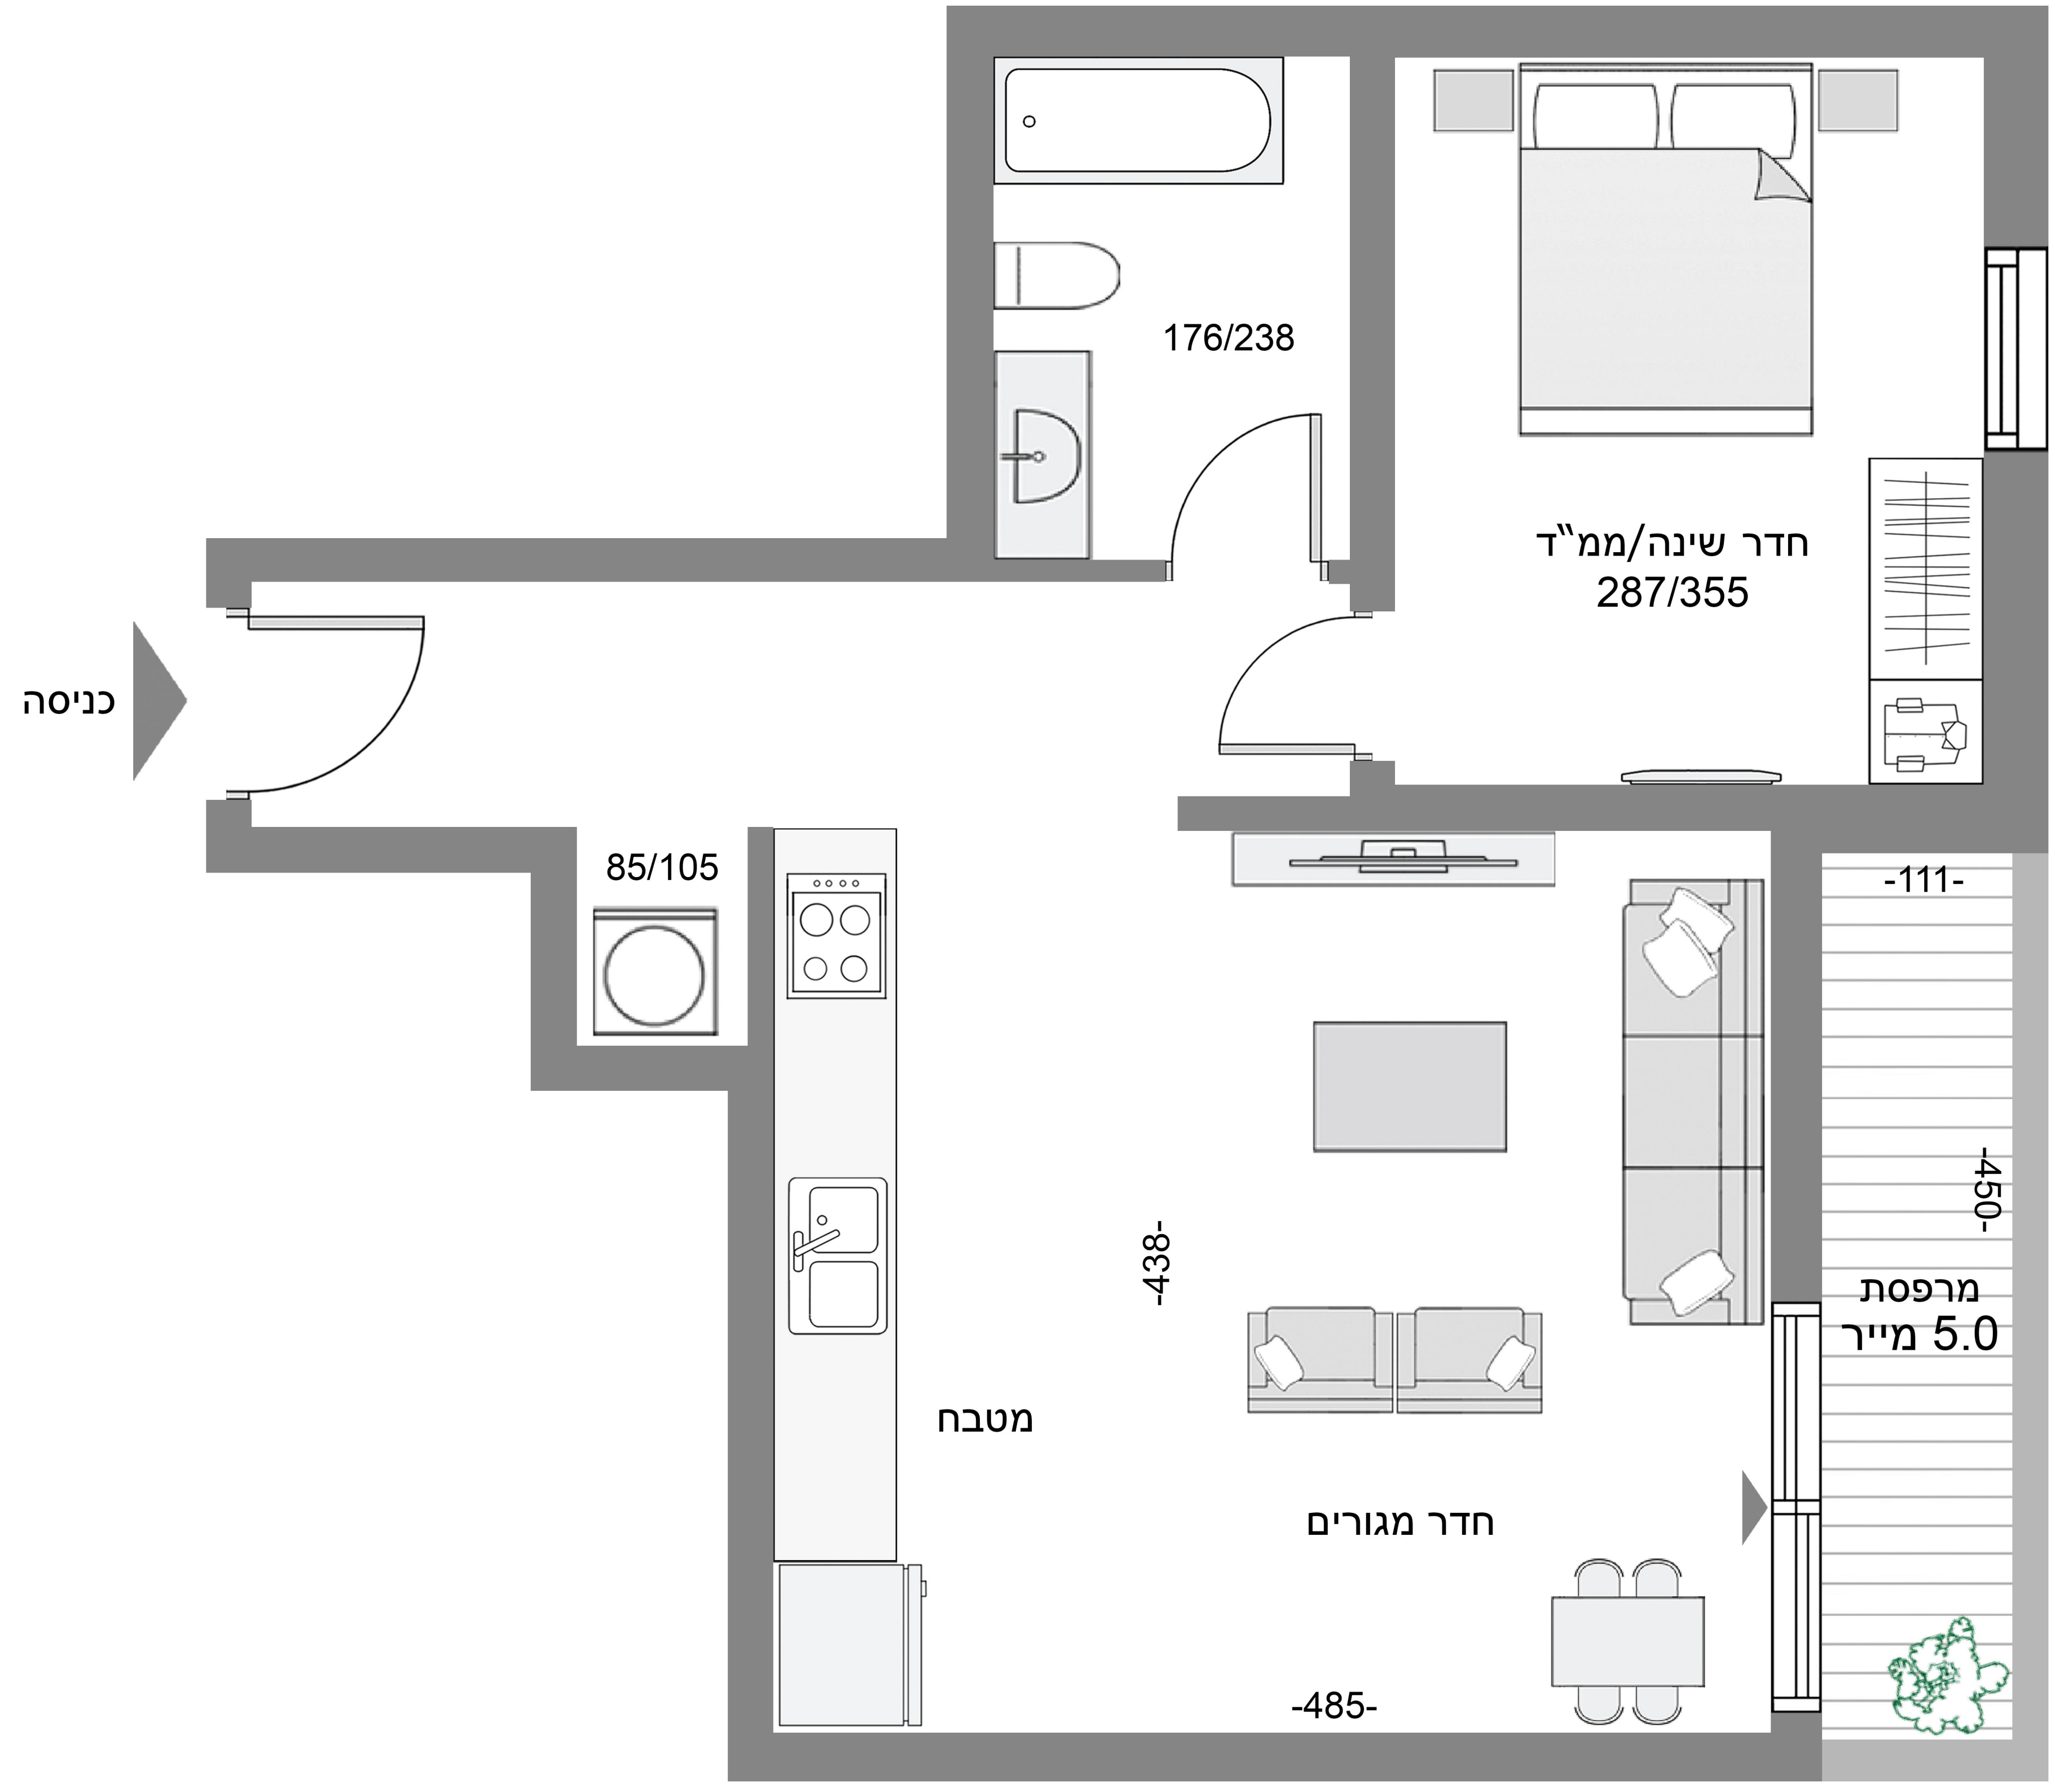 176/238
חדר שינה/ממ“ד
287/355
כניסה
85/105
-111-
-450-
-438-
מרפסת
5.0 מייר
מטבח
חדר מגורים
-485-